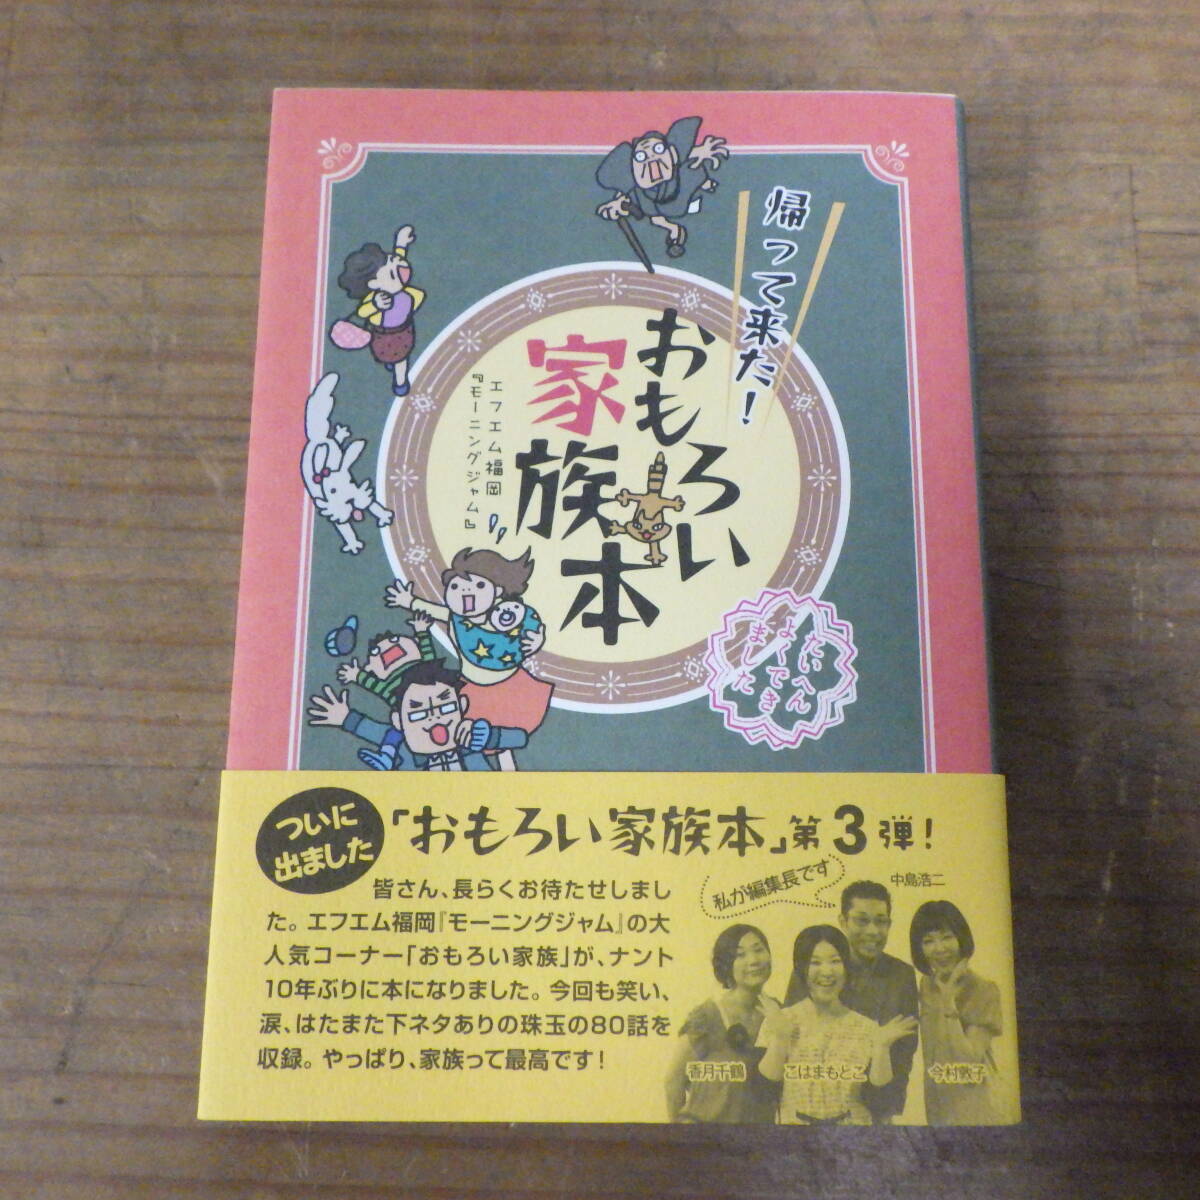 帰って来た！
おもろい
家族本
エフエム福岡
『モーニングジャム』
たいへん
よくでき
ました
ついに
出ました
「おもろい家族本」第3弾！
皆さん、長らくお待たせしまし
た。エフエム福岡『モーニングジャム』の大
人気コーナー「おもろい家族」が、ナント
10年ぶりに本になりました。今回も笑い、
涙、はたまた下ネタありの珠玉の80話を
収録。やっぱり、家族って最高です！
私が編集長です
中島浩二
香月千鶴
こはまもとこ
今村敦子